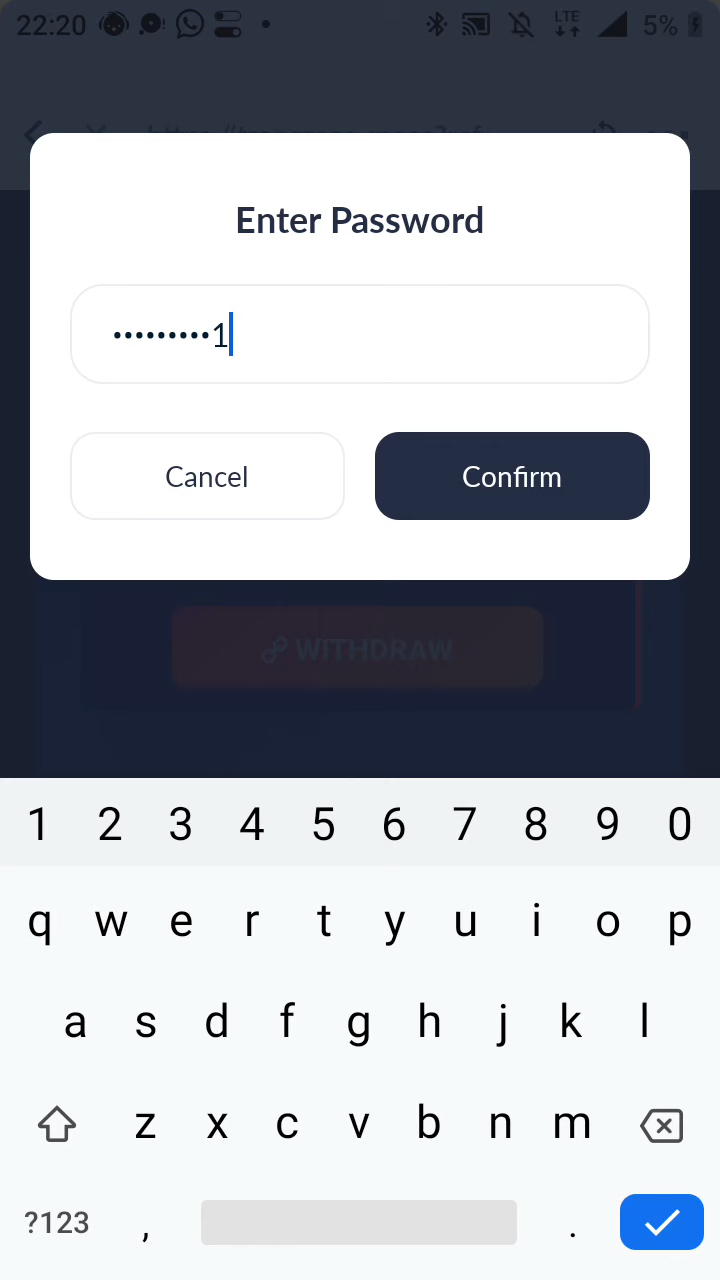 22:20 LTE 5%
Enter Password
•••••••••1
Cancel Confirm
WITHDRAW
1 2 3 4 5 6 7 8 9 0
q w e r t y u i o p
a s d f g h j k l
z x c v b n m
?123 , .